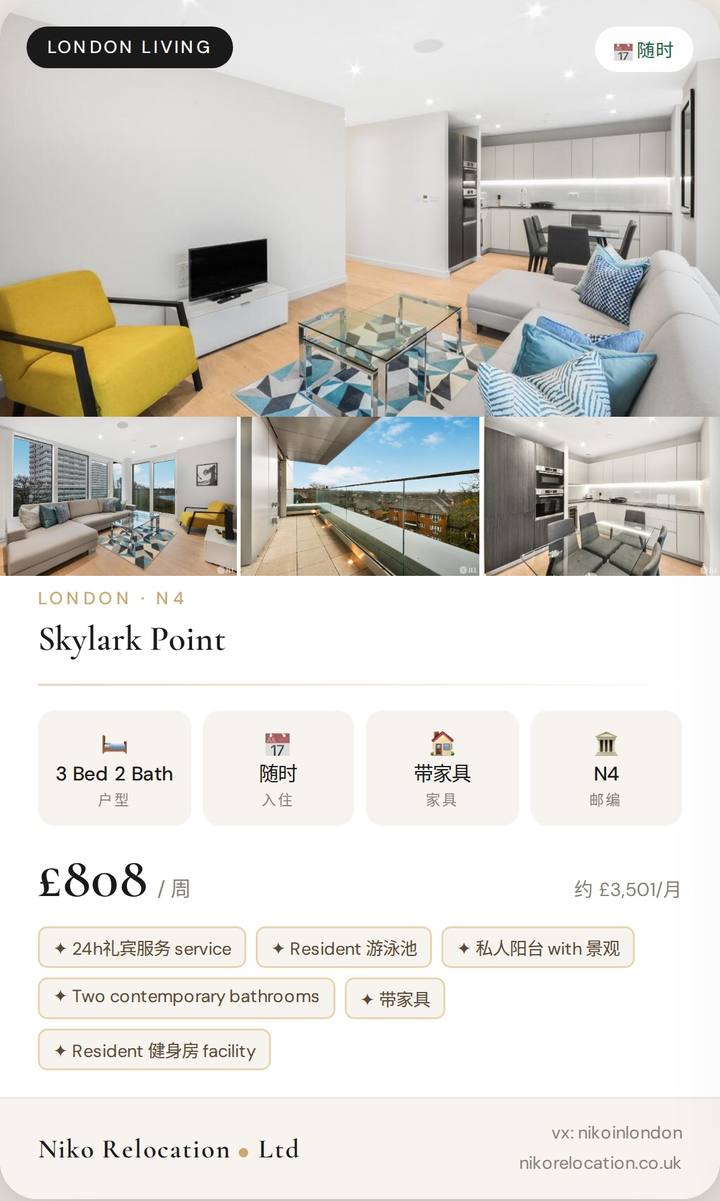 LONDON LIVING
17 随时
LONDON · N4
Skylark Point
17
3 Bed 2 Bath
户型
随时
入住
带家具
家具
N4
邮编
£808 / 周
约 £3,501/月
✦ 24h礼宾服务 service
✦ Resident 游泳池
✦ 私人阳台 with 景观
✦ Two contemporary bathrooms
✦ 带家具
✦ Resident 健身房 facility
Niko Relocation • Ltd
vx: nikoinlondon
nikorelocation.co.uk